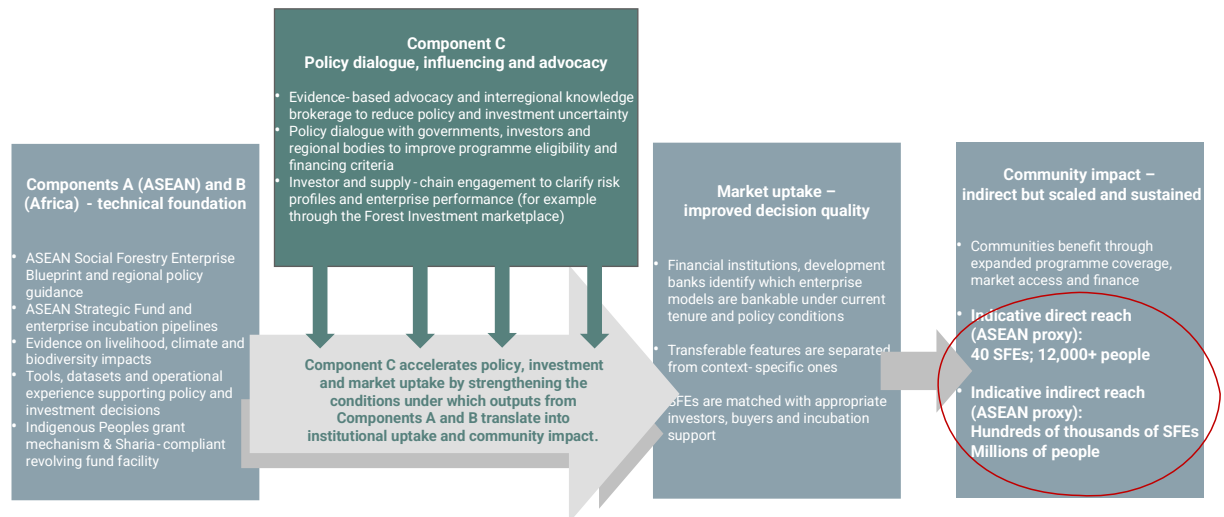 Component C
Policy dialogue, influencing and advocacy
• Evidence-based advocacy and interregional knowledge
brokerage to reduce policy and investment uncertainty
• Policy dialogue with governments, investors and
regional bodies to improve programme eligibility and
financing criteria
• Investor and supply-chain engagement to clarify risk
profiles and enterprise performance (for example
through the Forest Investment marketplace)
Components A (ASEAN) and B
(Africa) - technical foundation
• ASEAN Social Forestry Enterprise
Blueprint and regional policy
guidance
• ASEAN Strategic Fund and
enterprise incubation pipelines
• Evidence on livelihood, climate and
biodiversity impacts
• Tools, datasets and operational
experience supporting policy and
investment decisions
• Indigenous Peoples grant
mechanism & Sharia-compliant
revolving fund facility
Component C accelerates policy, investment
and market uptake by strengthening the
conditions under which outputs from
Components A and B translate into
institutional uptake and community impact.
Market uptake –
improved decision quality
• Financial institutions, development
banks identify which enterprise
models are bankable under current
tenure and policy conditions
• Transferable features are separated
from context-specific ones
• SFEs are matched with appropriate
investors, buyers and incubation
support
Community impact –
indirect but scaled and sustained
• Communities benefit through
expanded programme coverage,
market access and finance
• Indicative direct reach
(ASEAN proxy):
40 SFEs; 12,000+ people
• Indicative indirect reach
(ASEAN proxy):
Hundreds of thousands of SFEs
Millions of people